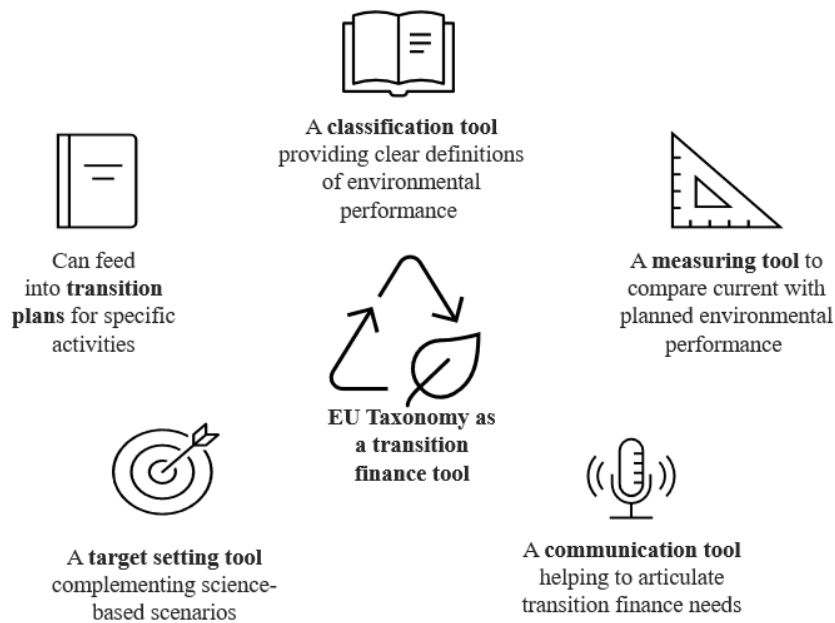 A classification tool
providing clear definitions
of environmental
performance
Can feed
into transition
plans for specific
activities
A measuring tool to
compare current with
planned environmental
performance
EU Taxonomy as
a transition
finance tool
A target setting tool
complementing science-
based scenarios
A communication tool
helping to articulate
transition finance needs